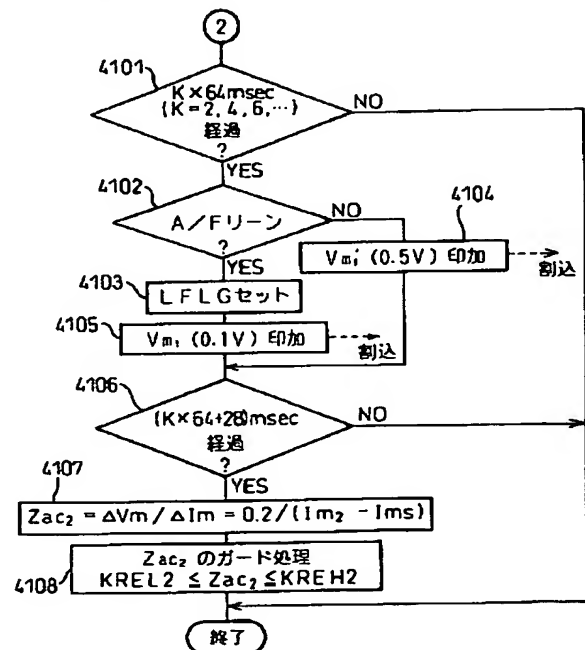 2
4101
K×64msec
(K=2, 4, 6, …)
経過
?
NO
YES
4102
A/Fリーン
?
NO
YES
4104
Vm₁′ (0.5V) 印加
割込
4103
LFLGセット
4105
Vm₁ (0.1V) 印加
割込
4106
(K×64+28)msec
経過
?
NO
YES
4107
Zac₂ = ΔVm / ΔIm = 0.2/(Im₂ - Ims)
4108
Zac₂ のガード処理
KREL2 ≤ Zac₂ ≤ KREH2
終了